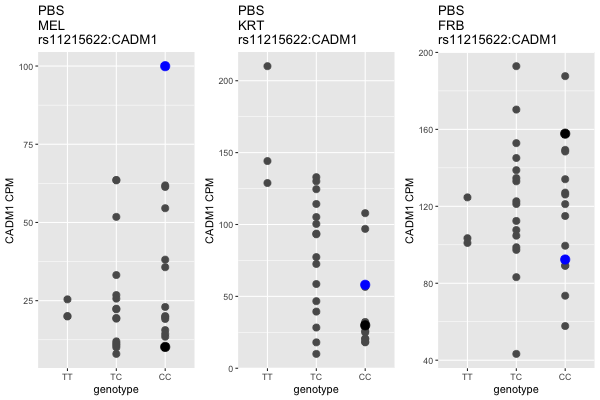 PBS
MEL
rs11215622:CADM1
CADM1 CPM
100
75
50
25
TT
TC
CC
genotype
PBS
KRT
rs11215622:CADM1
CADM1 CPM
200
150
100
50
0
TT
TC
CC
genotype
PBS
FRB
rs11215622:CADM1
CADM1 CPM
200
160
120
80
40
TT
TC
CC
genotype